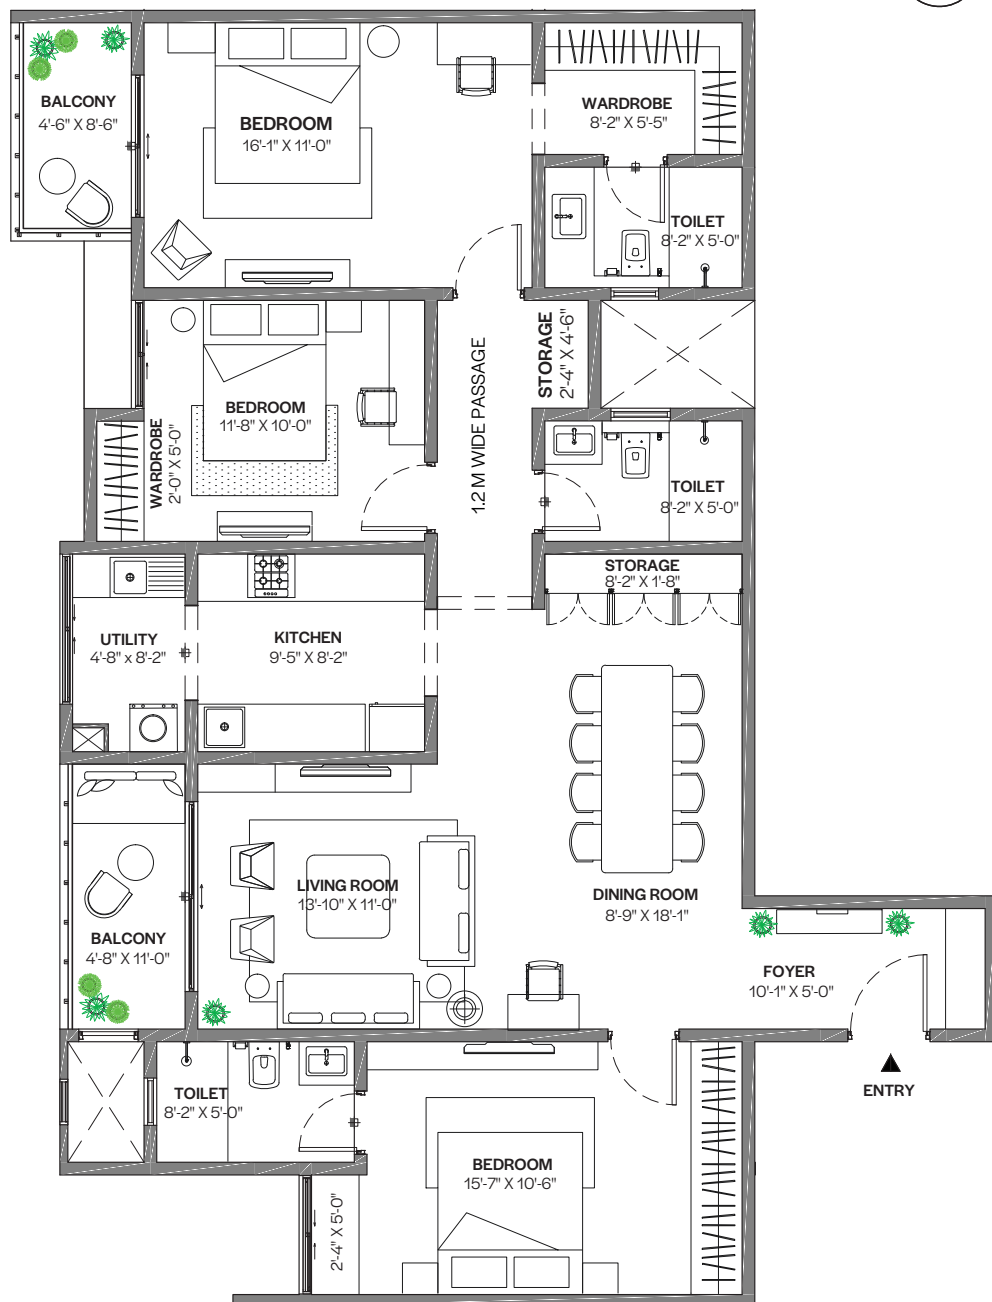 BALCONY
4'-6" X 8'-6"
BEDROOM
16'-1" X 11'-0"
WARDROBE
8'-2" X 5'-5"
TOILET
8'-2" X 5'-0"
BEDROOM
11'-8" X 10'-0"
WARDROBE
2'-0" X 5'-0"
1.2 M WIDE PASSAGE
STORAGE
2'-4" X 4'-6"
TOILET
8'-2" X 5'-0"
STORAGE
8'-2" X 1'-8"
UTILITY
4'-8" x 8'-2"
KITCHEN
9'-5" X 8'-2"
LIVING ROOM
13'-10" X 11'-0"
DINING ROOM
8'-9" X 18'-1"
BALCONY
4'-8" X 11'-0"
FOYER
10'-1" X 5'-0"
ENTRY
TOILET
8'-2" X 5'-0"
BEDROOM
15'-7" X 10'-6"
2'-4" X 5'-0"